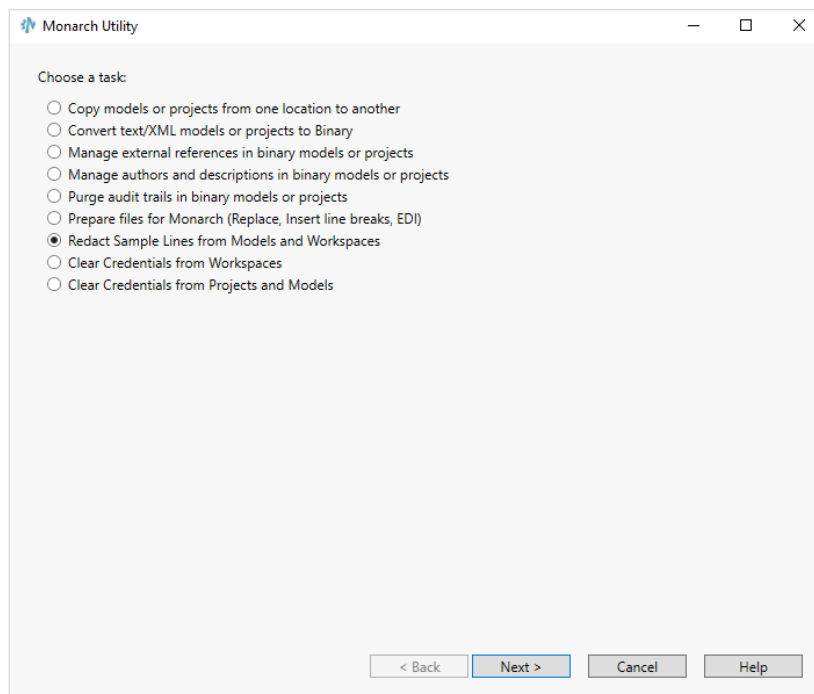 Monarch Utility
Choose a task:
Copy models or projects from one location to another
Convert text/XML models or projects to Binary
Manage external references in binary models or projects
Manage authors and descriptions in binary models or projects
Purge audit trails in binary models or projects
Prepare files for Monarch (Replace, Insert line breaks, EDI)
Redact Sample Lines from Models and Workspaces
Clear Credentials from Workspaces
Clear Credentials from Projects and Models
< Back Next > Cancel Help